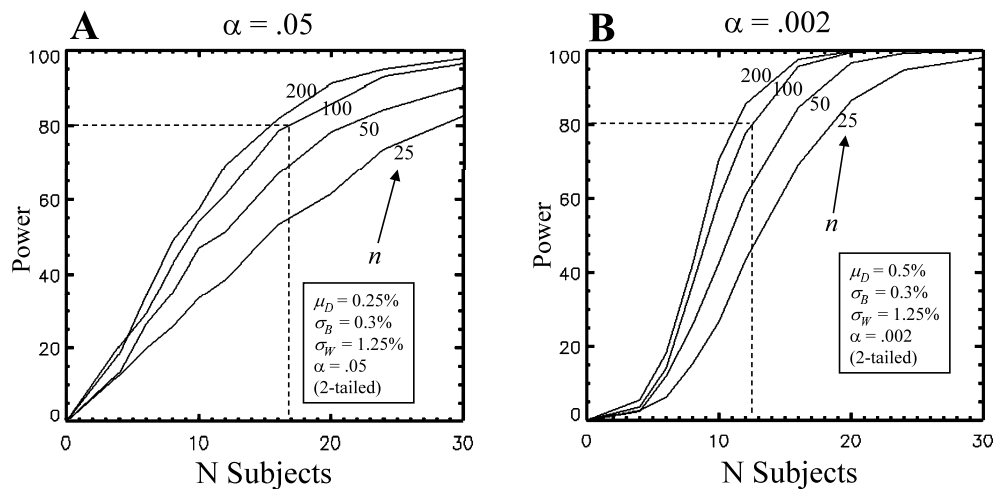 A
α = .05
Power
100
80
60
40
20
0
200
100
50
25
n
μD = 0.25%
σB = 0.3%
σW = 1.25%
α = .05
(2-tailed)
0
10
20
30
N Subjects
B
α = .002
Power
100
80
60
40
20
0
200
100
50
25
n
μD = 0.5%
σB = 0.3%
σW = 1.25%
α = .002
(2-tailed)
0
10
20
30
N Subjects